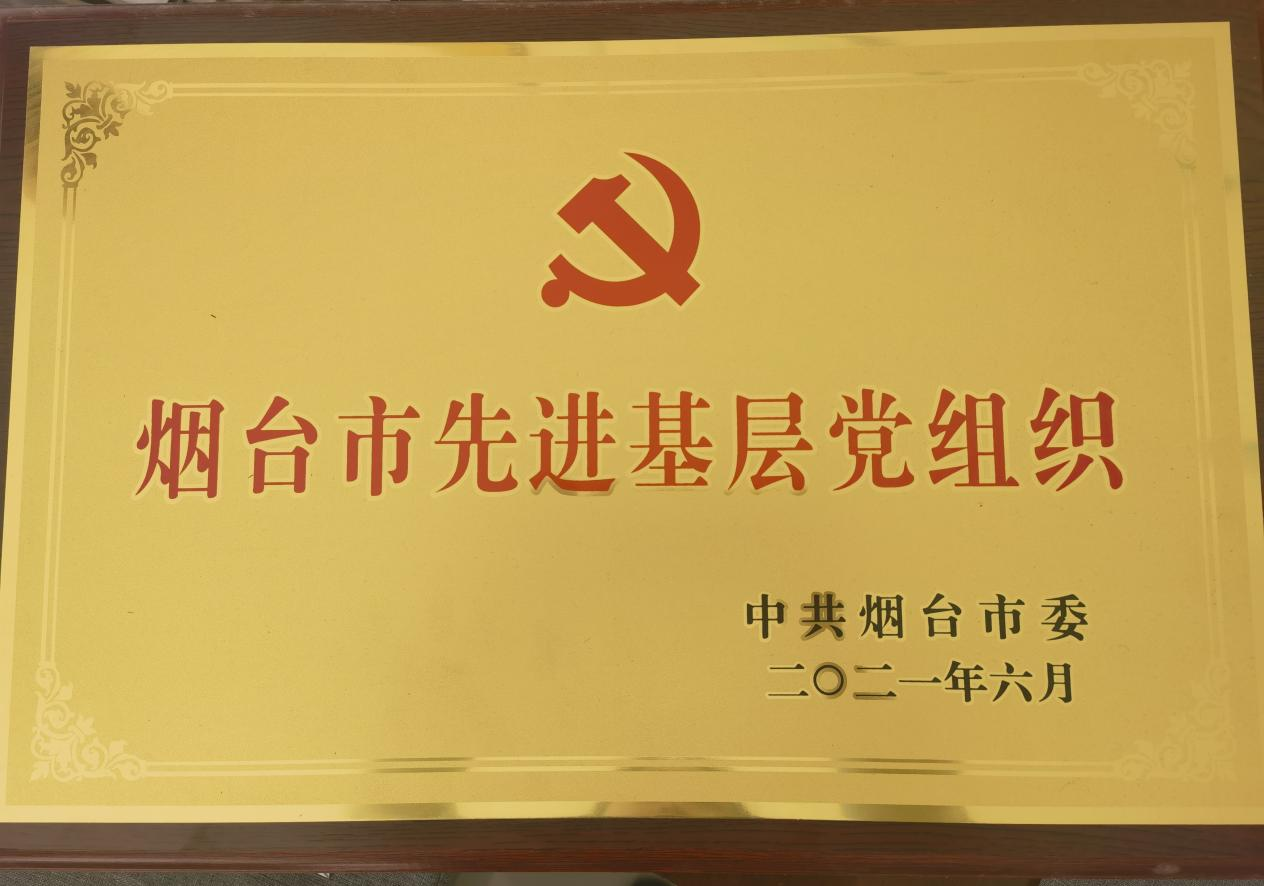 烟台市先进基层党组织
中共烟台市委
二〇二一年六月